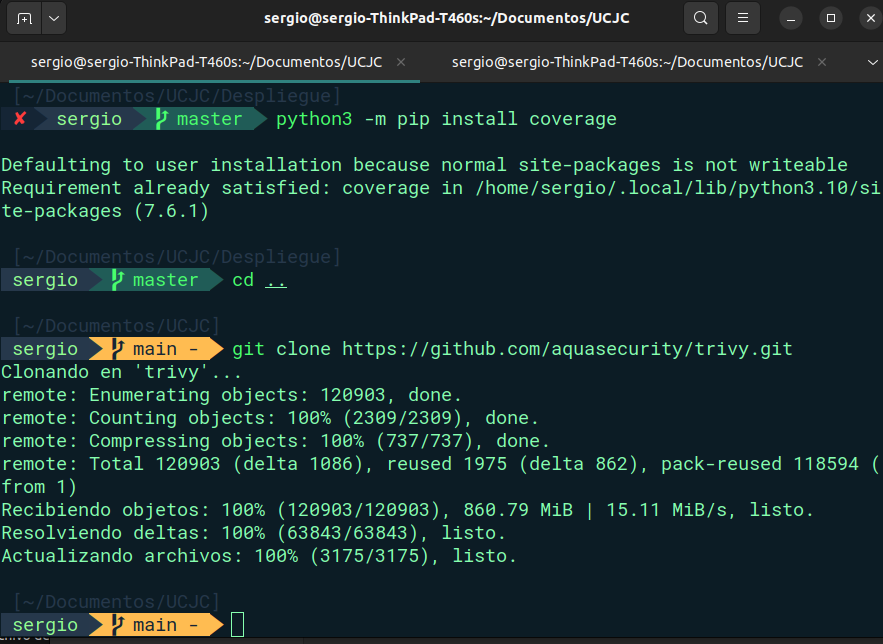 sergio@sergio-ThinkPad-T460s:~/Documentos/UCJC
sergio@sergio-ThinkPad-T460s:~/Documentos/UCJC × sergio@sergio-ThinkPad-T460s:~/Documentos/UCJC ×
[~/Documentos/UCJC/Despliegue]
✘ sergio master python3 -m pip install coverage
Defaulting to user installation because normal site-packages is not writeable
Requirement already satisfied: coverage in /home/sergio/.local/lib/python3.10/si
te-packages (7.6.1)
[~/Documentos/UCJC/Despliegue]
sergio master cd ..
[~/Documentos/UCJC]
sergio main - git clone https://github.com/aquasecurity/trivy.git
Clonando en 'trivy'...
remote: Enumerating objects: 120903, done.
remote: Counting objects: 100% (2309/2309), done.
remote: Compressing objects: 100% (737/737), done.
remote: Total 120903 (delta 1086), reused 1975 (delta 862), pack-reused 118594 (
from 1)
Recibiendo objetos: 100% (120903/120903), 860.79 MiB | 15.11 MiB/s, listo.
Resolviendo deltas: 100% (63843/63843), listo.
Actualizando archivos: 100% (3175/3175), listo.
[~/Documentos/UCJC]
sergio main -